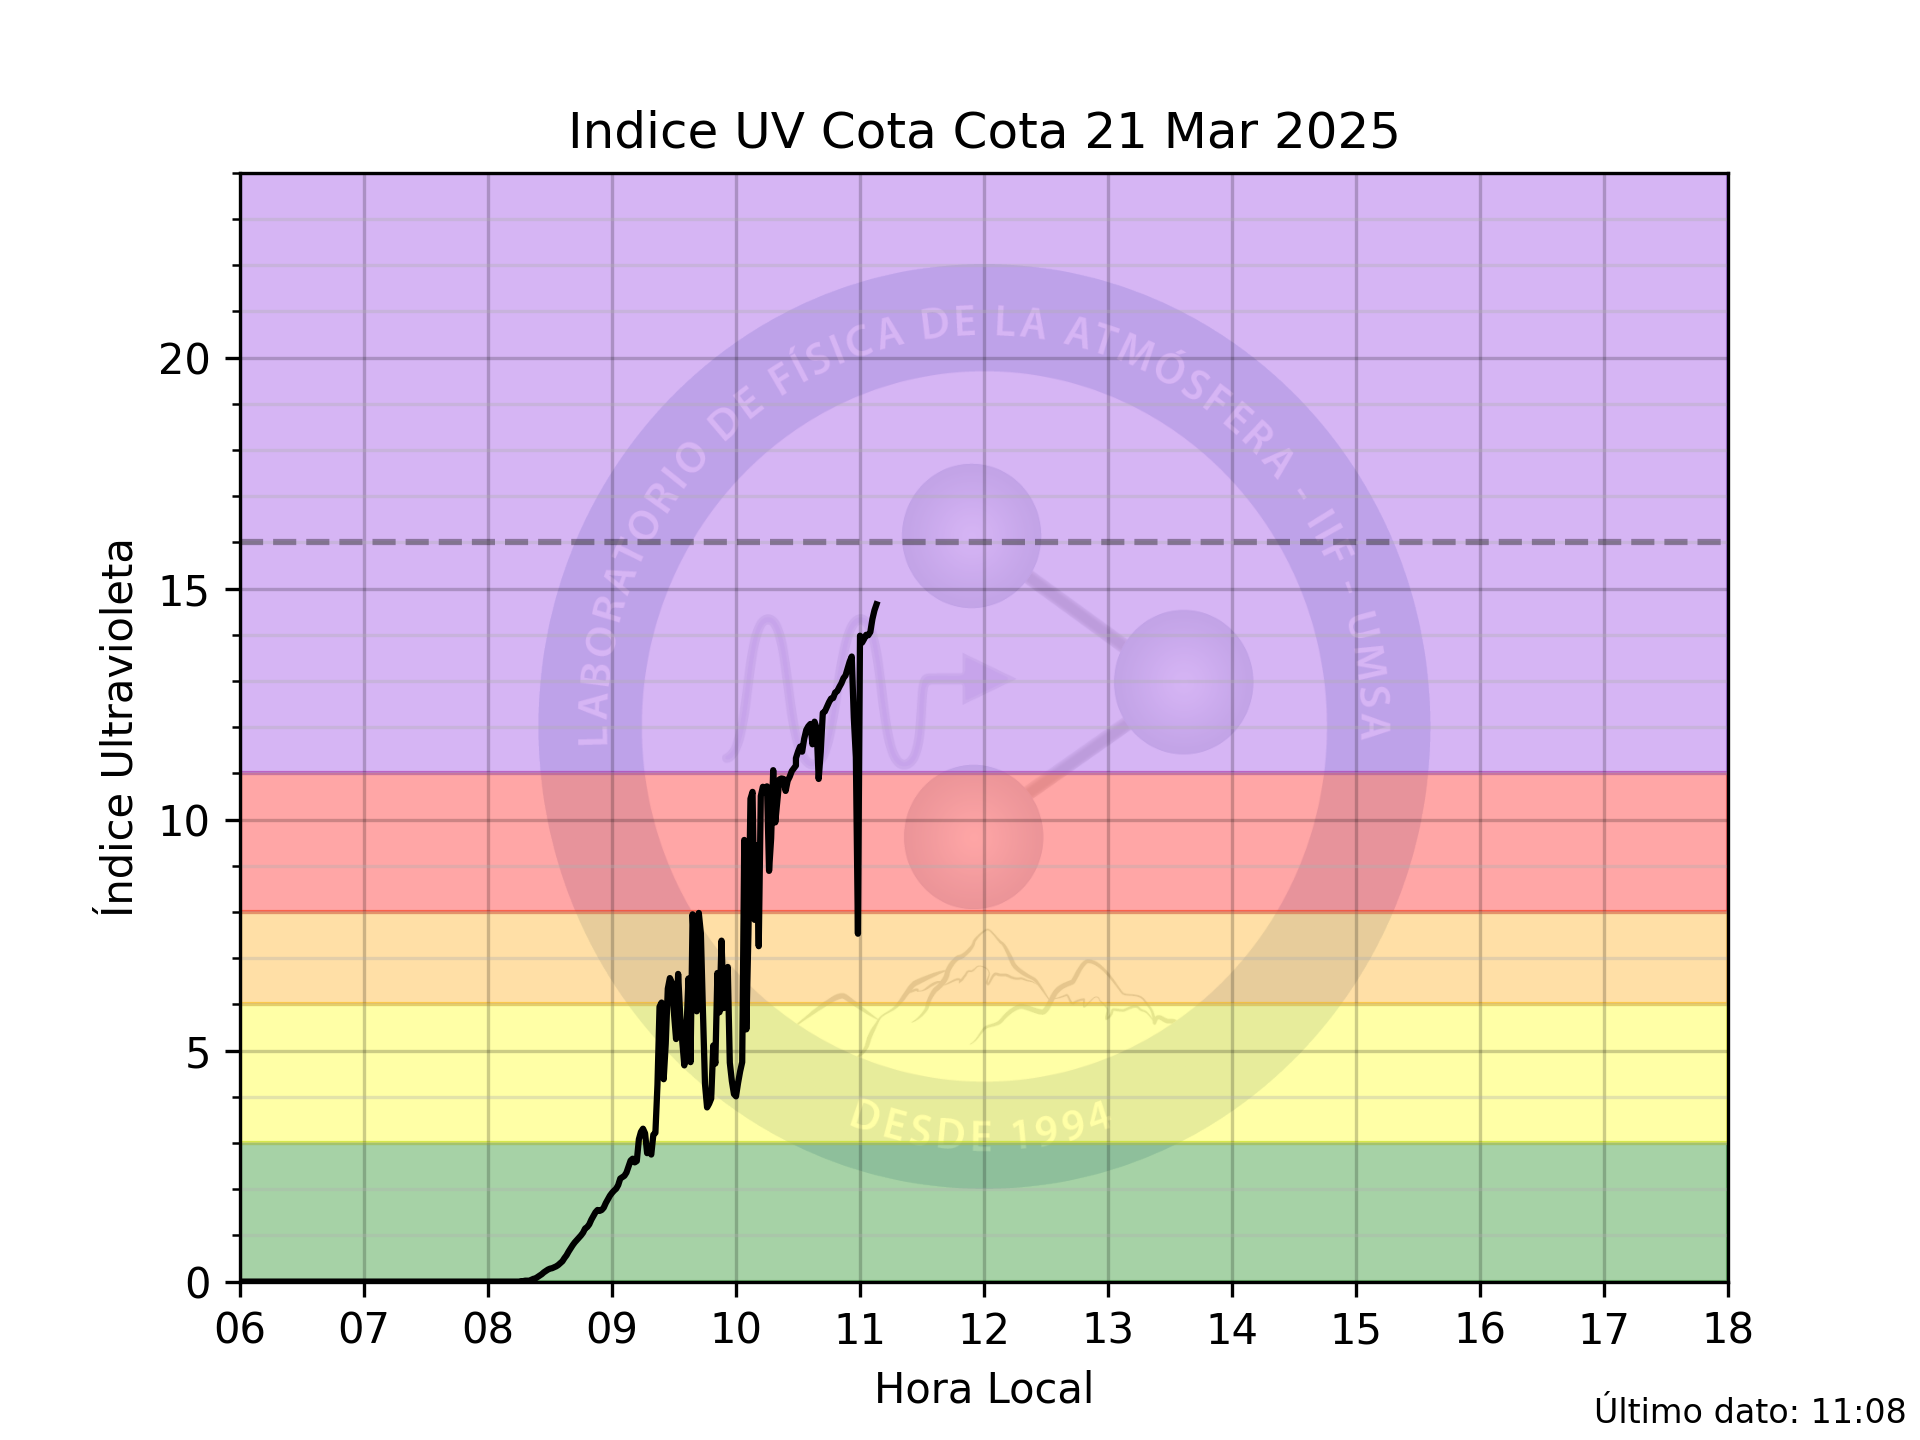 Indice UV Cota Cota 21 Mar 2025
LABORATORIO DE FÍSICA DE LA ATMÓSFERA - IIF - UMSA
DESDE 1994
Índice Ultravioleta
20
15
10
5
0
06 07 08 09 10 11 12 13 14 15 16 17 18
Hora Local
Último dato: 11:08